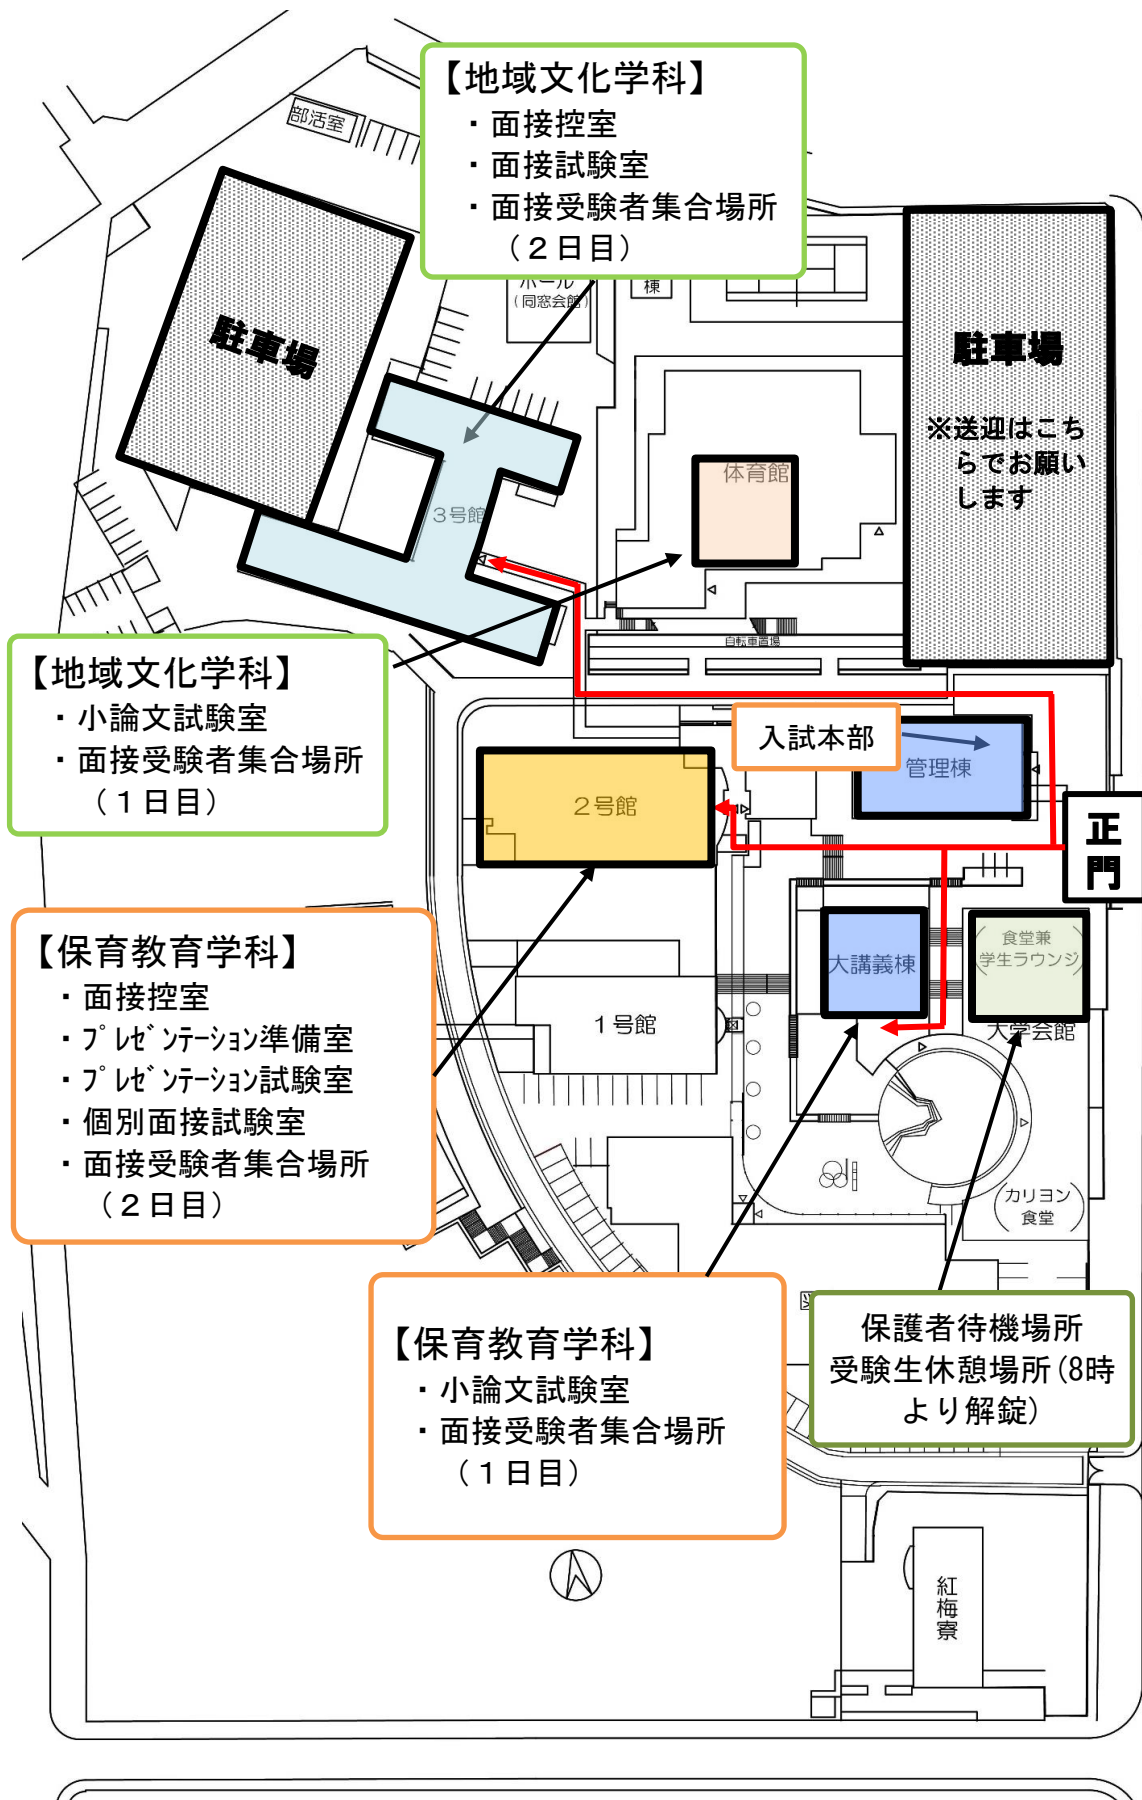 【地域文化学科】
・面接控室
・面接試験室
・面接受験者集合場所
（２日目）
部活室
ホール
（同窓会館）
棟
駐車場
駐車場
※送迎はこち
らでお願い
します
体育館
３号館
自転車置場
【地域文化学科】
・小論文試験室
・面接受験者集合場所
（１日目）
入試本部
管理棟
２号館
正門
【保育教育学科】
・面接控室
・ﾌﾟﾚｾﾞﾝﾃｰｼｮﾝ準備室
・ﾌﾟﾚｾﾞﾝﾃｰｼｮﾝ試験室
・個別面接試験室
・面接受験者集合場所
（２日目）
大講義棟
食堂兼
学生ラウンジ
大学会館
１号館
カリヨン
食堂
【保育教育学科】
・小論文試験室
・面接受験者集合場所
（１日目）
保護者待機場所
受験生休憩場所(8時
より解錠)
紅梅寮